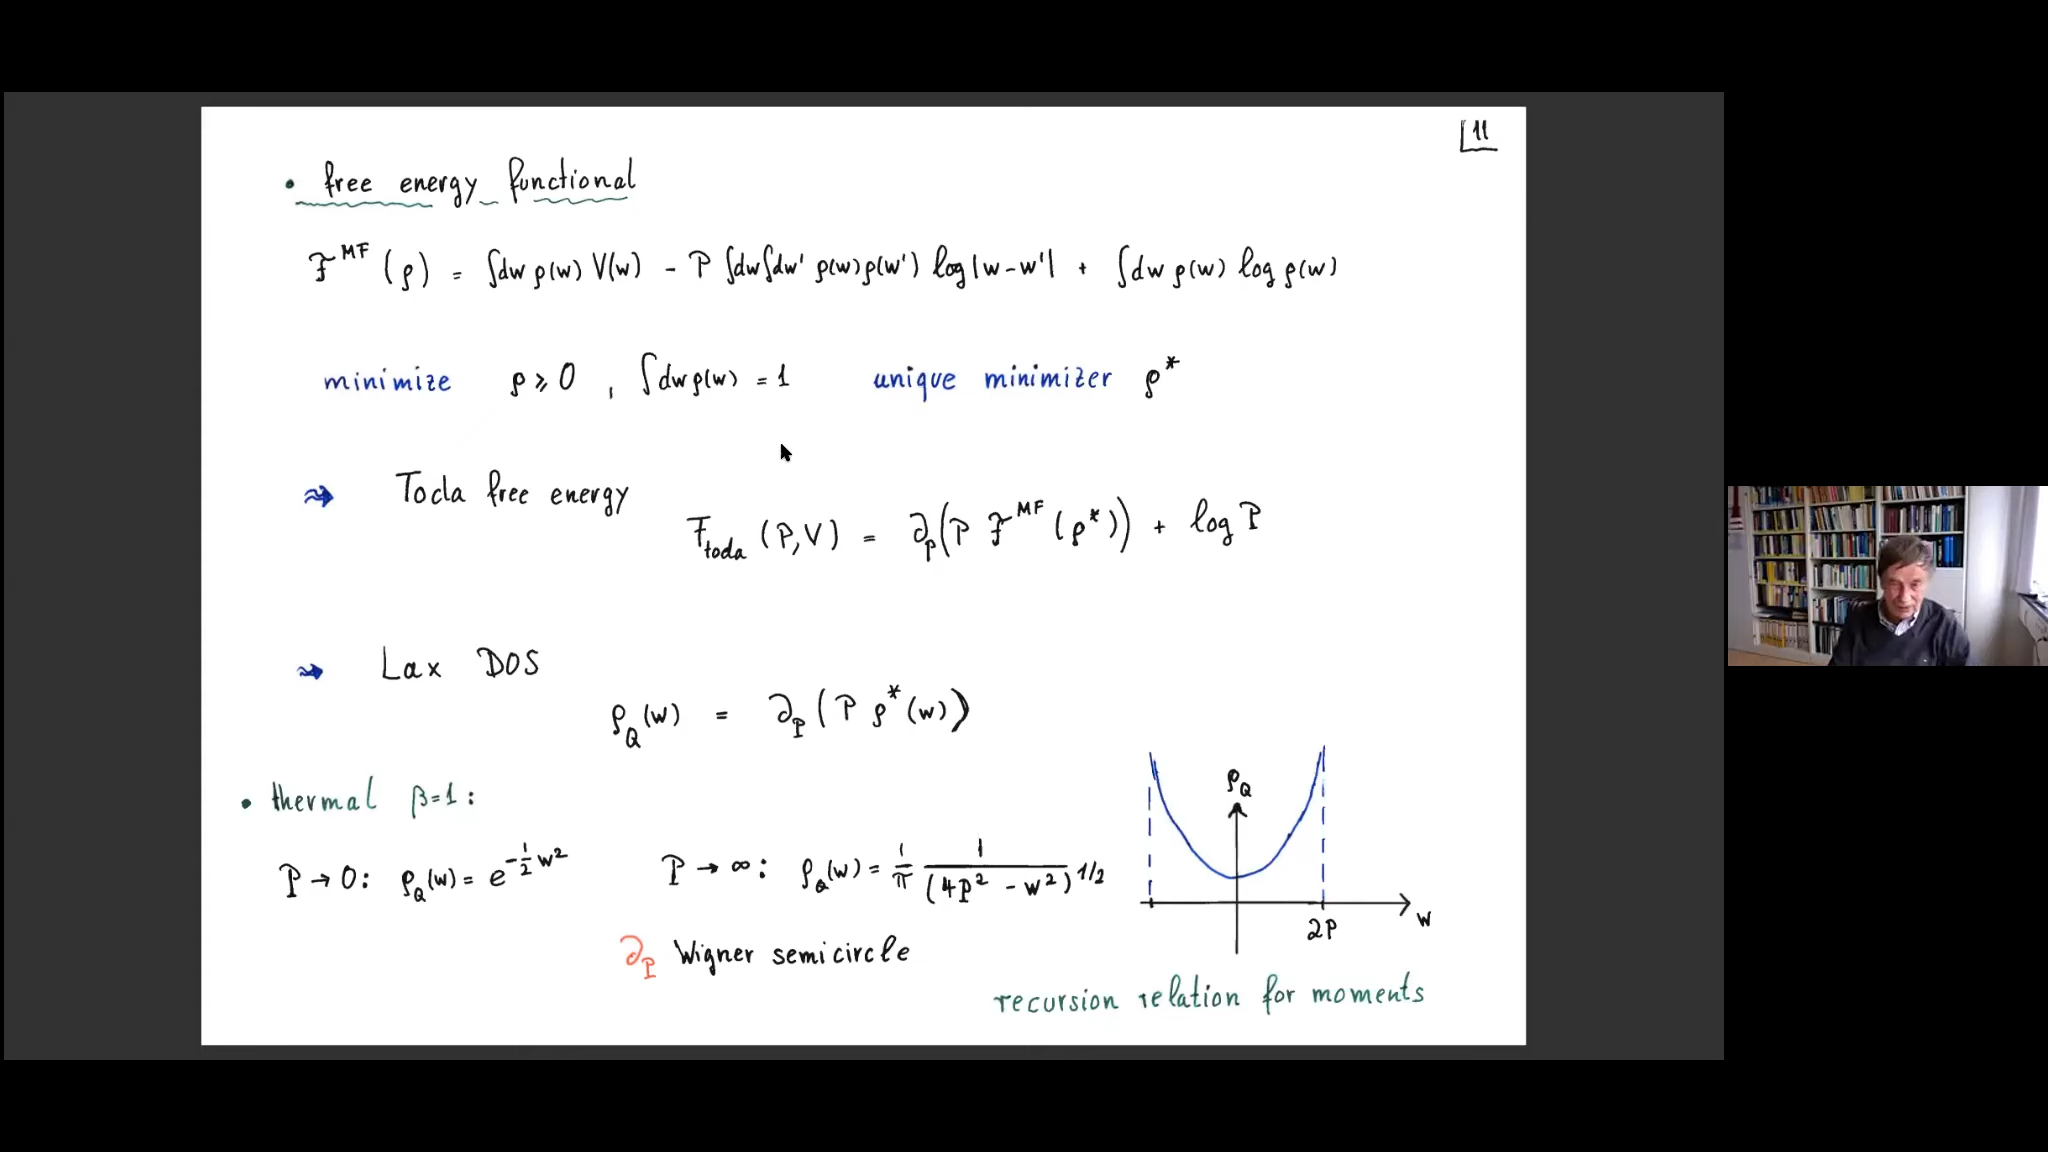 11
• free energy functional
ℱ^MF (ρ) = ∫dw ρ(w) V(w) - P ∫dw∫dw' ρ(w)ρ(w') log|w-w'| + ∫dw ρ(w) log ρ(w)
minimize ρ ⩾ 0 , ∫dw ρ(w) = 1 unique minimizer ρ*
⇝ Toda free energy
F_toda (P,V) = ∂_P(P ℱ^MF (ρ*)) + log P
⇝ Lax DOS
ρ_Q(w) = ∂_P(P ρ*(w))
• thermal β=1:
P → 0: ρ_Q(w) = e^{-1/2 w²} P → ∞: ρ_Q(w) = 1/π 1/(4P² - w²)^{1/2}
ρ_Q
w
2P
∂_P Wigner semicircle
recursion relation for moments